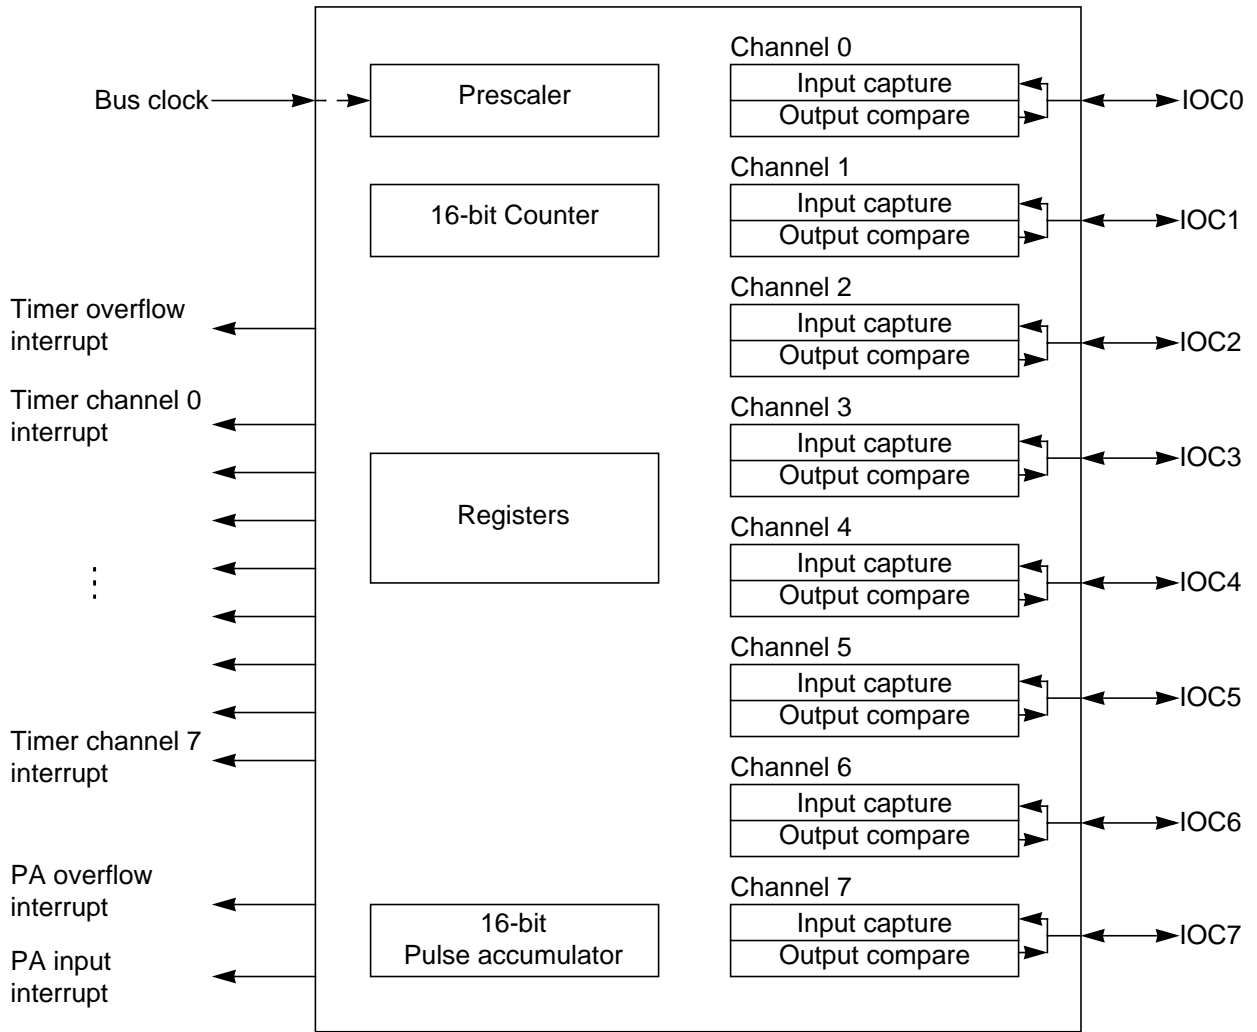 Bus clock
Timer overflow
interrupt
Timer channel 0
interrupt
Timer channel 7
interrupt
PA overflow
interrupt
PA input
interrupt
Prescaler
16-bit Counter
Registers
16-bit
Pulse accumulator
Channel 0
Input capture
Output compare
IOC0
Channel 1
Input capture
Output compare
IOC1
Channel 2
Input capture
Output compare
IOC2
Channel 3
Input capture
Output compare
IOC3
Channel 4
Input capture
Output compare
IOC4
Channel 5
Input capture
Output compare
IOC5
Channel 6
Input capture
Output compare
IOC6
Channel 7
Input capture
Output compare
IOC7